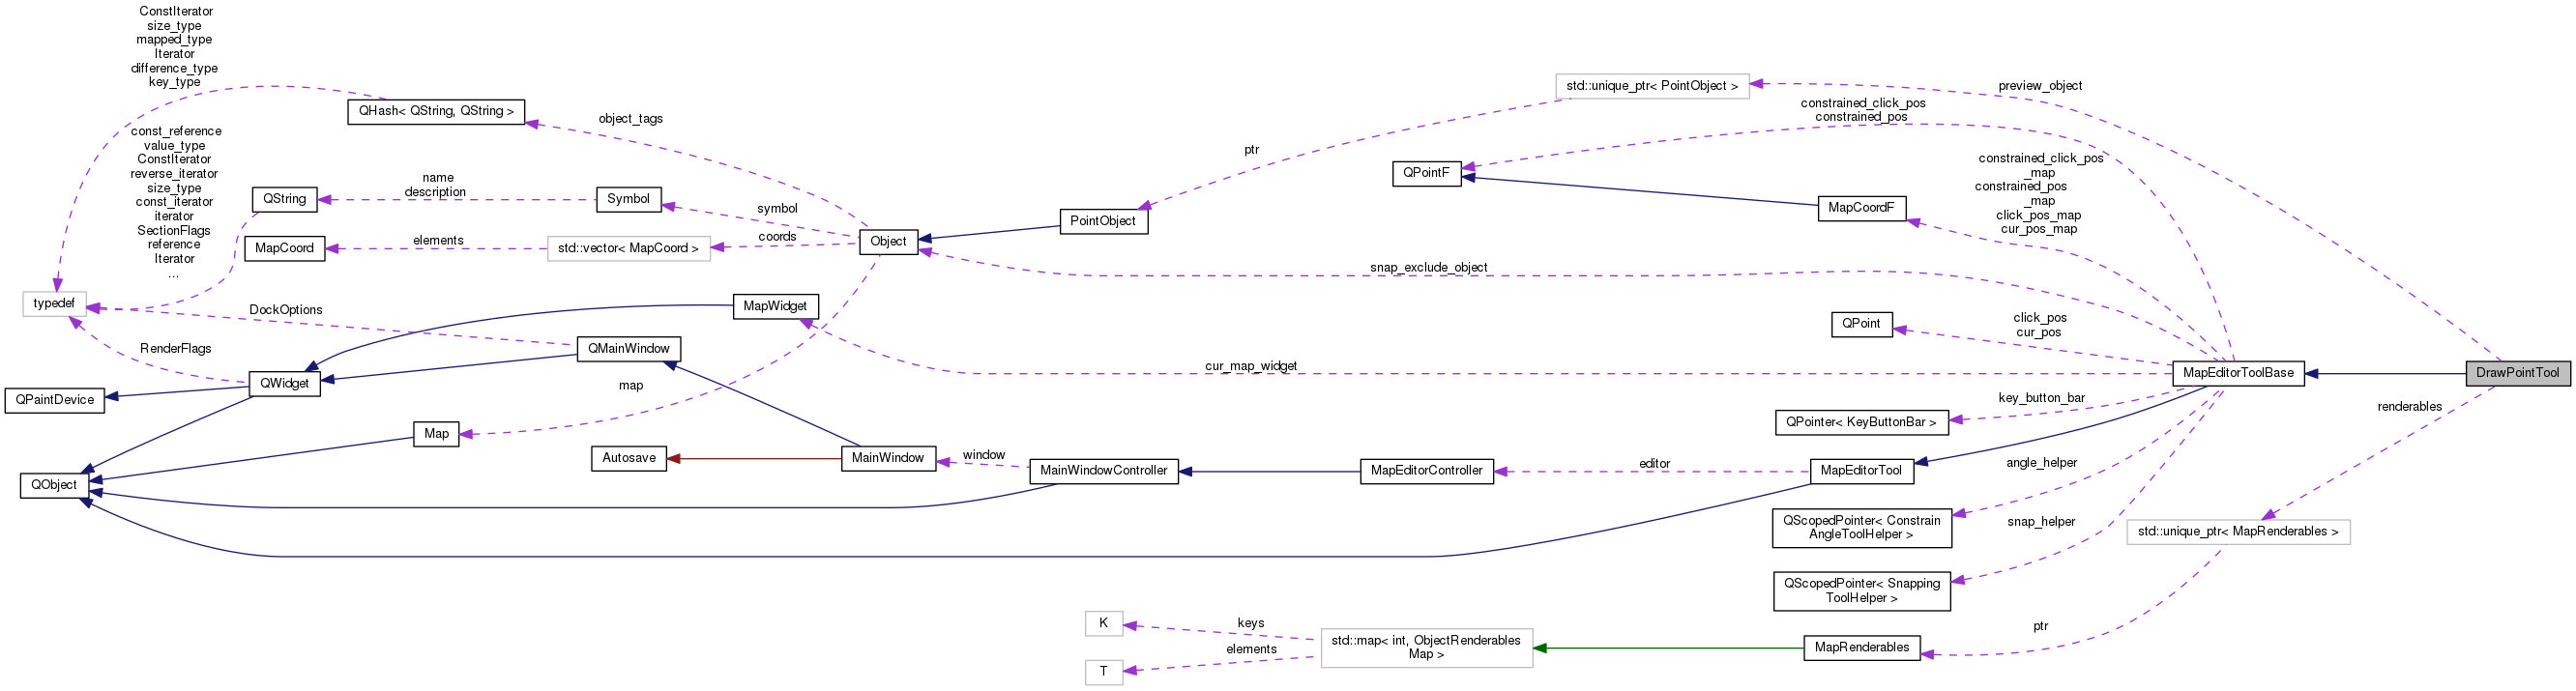 ConstIterator
size_type
mapped_type
Iterator
difference_type
key_type
QHash< QString, QString >
object_tags
std::unique_ptr< PointObject >
preview_object
constrained_click_pos
constrained_pos
const_reference
value_type
ConstIterator
reverse_iterator
size_type
const_iterator
iterator
SectionFlags
reference
Iterator
...
name
description
ptr
QPointF
constrained_click_pos
_map
constrained_pos
_map
click_pos_map
cur_pos_map
QString
Symbol
symbol
PointObject
MapCoordF
MapCoord
elements
std::vector< MapCoord >
coords
Object
snap_exclude_object
typedef
DockOptions
MapWidget
QPoint
click_pos
cur_pos
RenderFlags
QMainWindow
QWidget
map
cur_map_widget
MapEditorToolBase
DrawPointTool
QPaintDevice
key_button_bar
renderables
QPointer< KeyButtonBar >
Map
Autosave
MainWindow
window
MainWindowController
MapEditorController
editor
MapEditorTool
angle_helper
QObject
QScopedPointer< Constrain
AngleToolHelper >
snap_helper
std::unique_ptr< MapRenderables >
QScopedPointer< Snapping
ToolHelper >
K
keys
std::map< int, ObjectRenderables
Map >
elements
T
MapRenderables
ptr